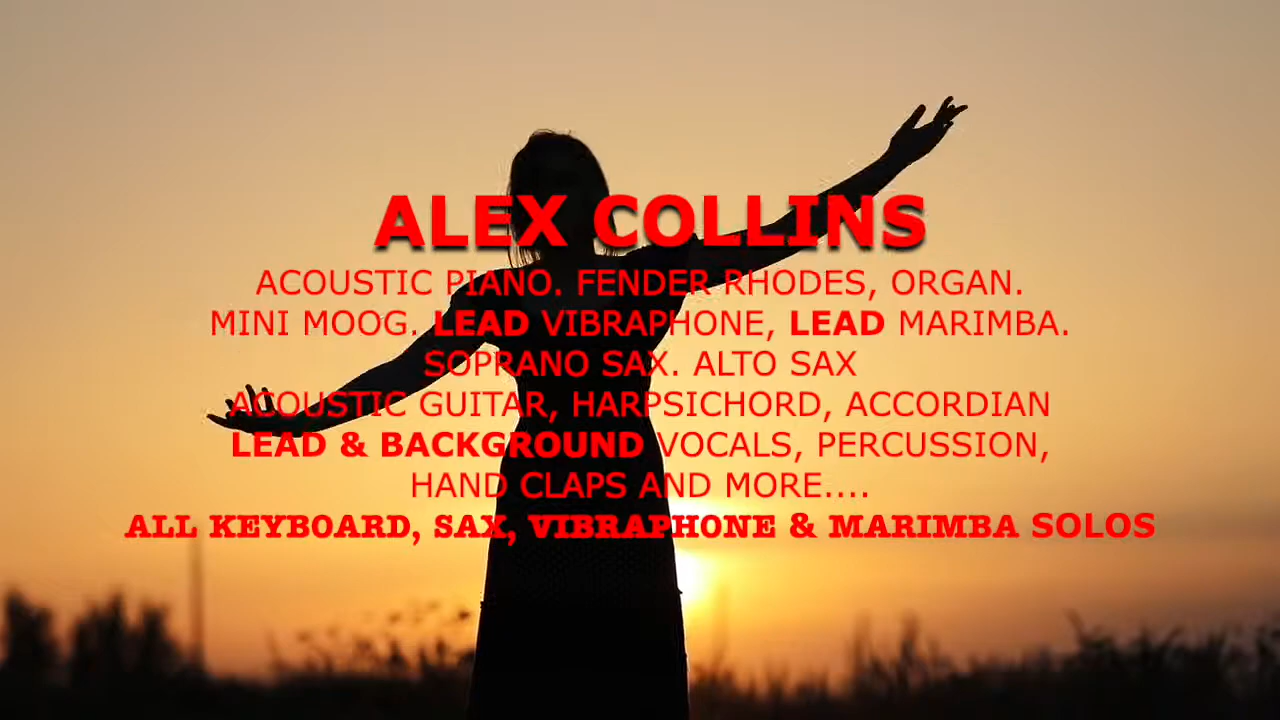 ALEX COLLINS
ACOUSTIC PIANO. FENDER RHODES, ORGAN.
MINI MOOG. LEAD VIBRAPHONE, LEAD MARIMBA.
SOPRANO SAX. ALTO SAX
ACOUSTIC GUITAR, HARPSICHORD, ACCORDIAN
LEAD & BACKGROUND VOCALS, PERCUSSION,
HAND CLAPS AND MORE....
ALL KEYBOARD, SAX, VIBRAPHONE & MARIMBA SOLOS